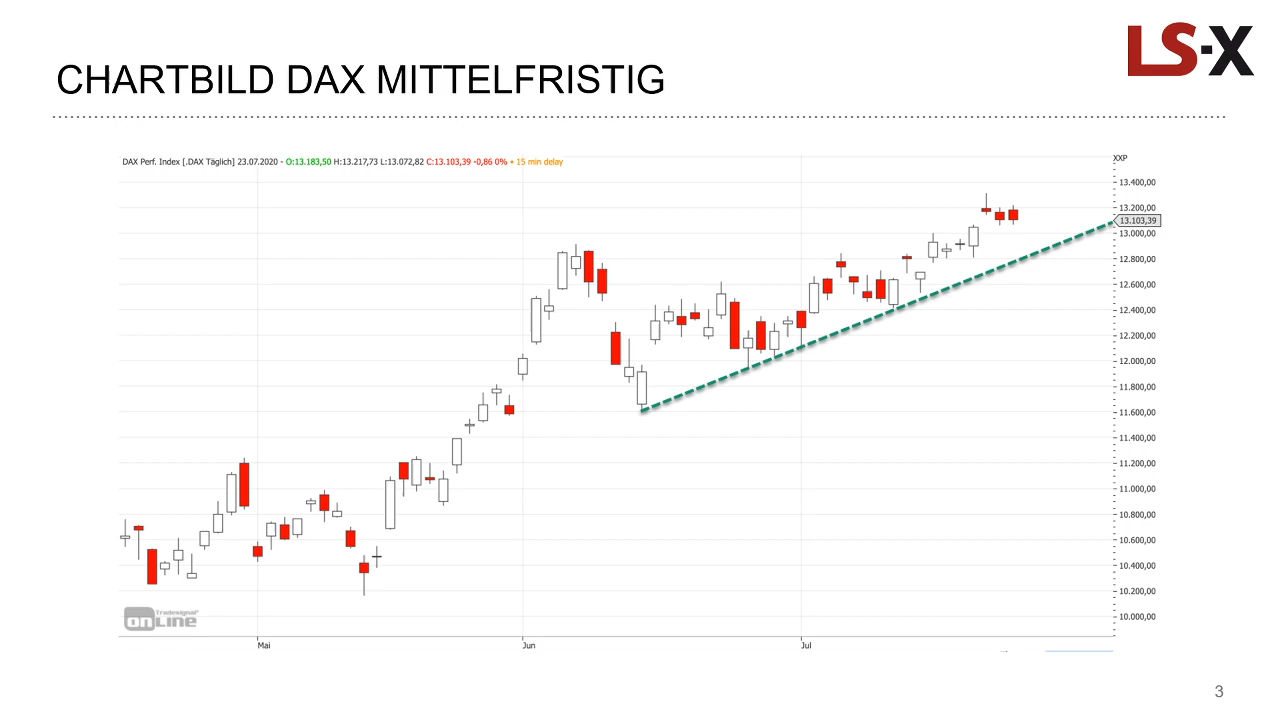 LS-X
CHARTBILD DAX MITTELFRISTIG
DAX Perf. Index [.DAX Täglich] 23.07.2020 - O:13.183,50 H:13.217,73 L:13.072,82 C:13.103,39 -0,86 0% • 15 min delay
XXP
13.400,00
13.200,00
13.103,39
13.000,00
12.800,00
12.600,00
12.400,00
12.200,00
12.000,00
11.800,00
11.600,00
11.400,00
11.200,00
11.000,00
10.800,00
10.600,00
10.400,00
10.200,00
10.000,00
Tradesignal®
onLine
Mai Jun Jul
3